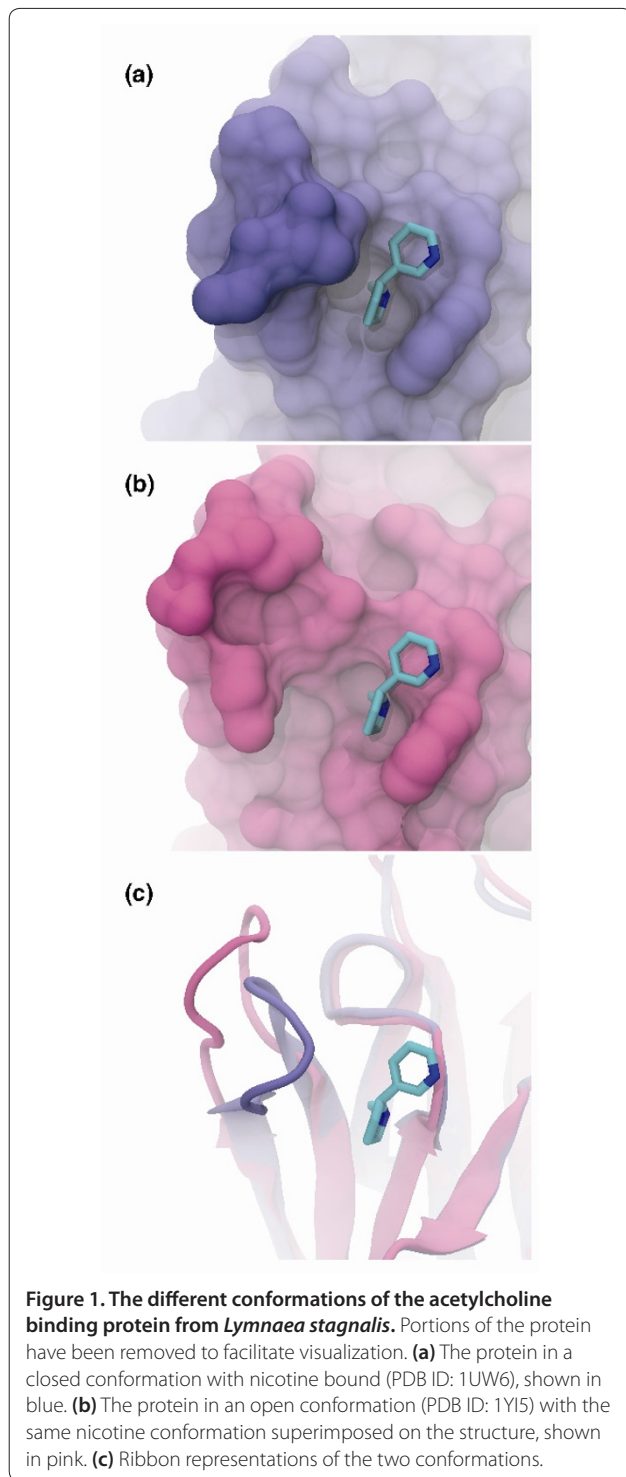 (a)
(b)
(c)
Figure 1. The different conformations of the acetylcholine
binding protein from Lymnaea stagnalis. Portions of the protein
have been removed to facilitate visualization. (a) The protein in a
closed conformation with nicotine bound (PDB ID: 1UW6), shown in
blue. (b) The protein in an open conformation (PDB ID: 1YI5) with the
same nicotine conformation superimposed on the structure, shown
in pink. (c) Ribbon representations of the two conformations.